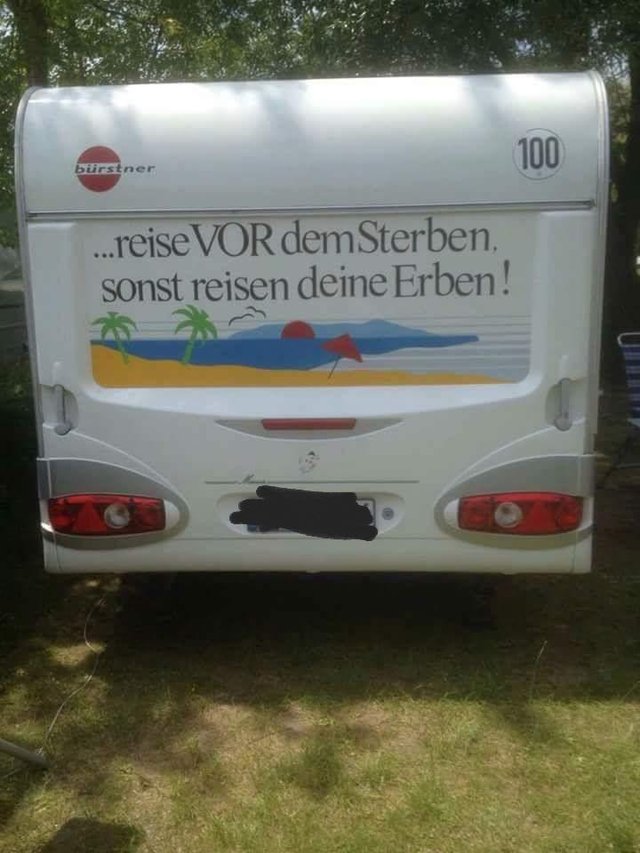 bürstner
100
...reise VOR dem Sterben,
sonst reisen deine Erben!